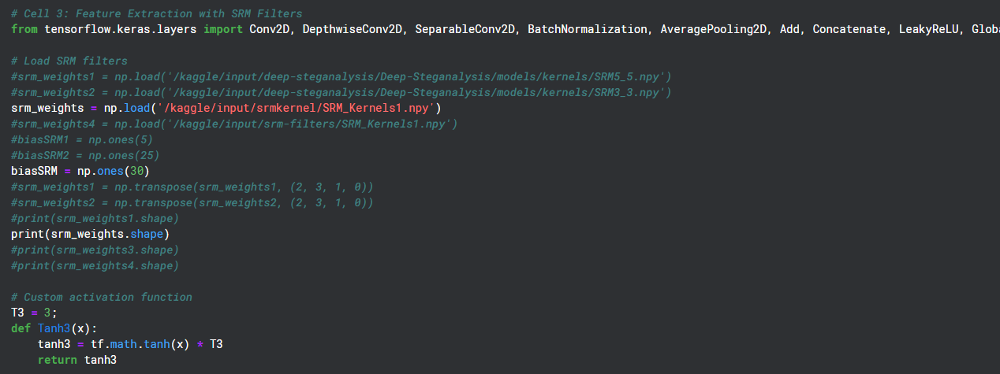 # Cell 3: Feature Extraction with SRM Filters
from tensorflow.keras.layers import Conv2D, DepthwiseConv2D, SeparableConv2D, BatchNormalization, AveragePooling2D, Add, Concatenate, LeakyReLU, Globa
# Load SRM filters
#srm_weights1 = np.load('/kaggle/input/deep-steganalysis/Deep-Steganalysis/models/kernels/SRM5_5.npy')
#srm_weights2 = np.load('/kaggle/input/deep-steganalysis/Deep-Steganalysis/models/kernels/SRM3_3.npy')
srm_weights = np.load('/kaggle/input/srmkernel/SRM_Kernels1.npy')
#srm_weights4 = np.load('/kaggle/input/srm-filters/SRM_Kernels1.npy')
#biasSRM1 = np.ones(5)
#biasSRM2 = np.ones(25)
biasSRM = np.ones(30)
#srm_weights1 = np.transpose(srm_weights1, (2, 3, 1, 0))
#srm_weights2 = np.transpose(srm_weights2, (2, 3, 1, 0))
#print(srm_weights1.shape)
print(srm_weights.shape)
#print(srm_weights3.shape)
#print(srm_weights4.shape)
# Custom activation function
T3 = 3;
def Tanh3(x):
    tanh3 = tf.math.tanh(x) * T3
    return tanh3